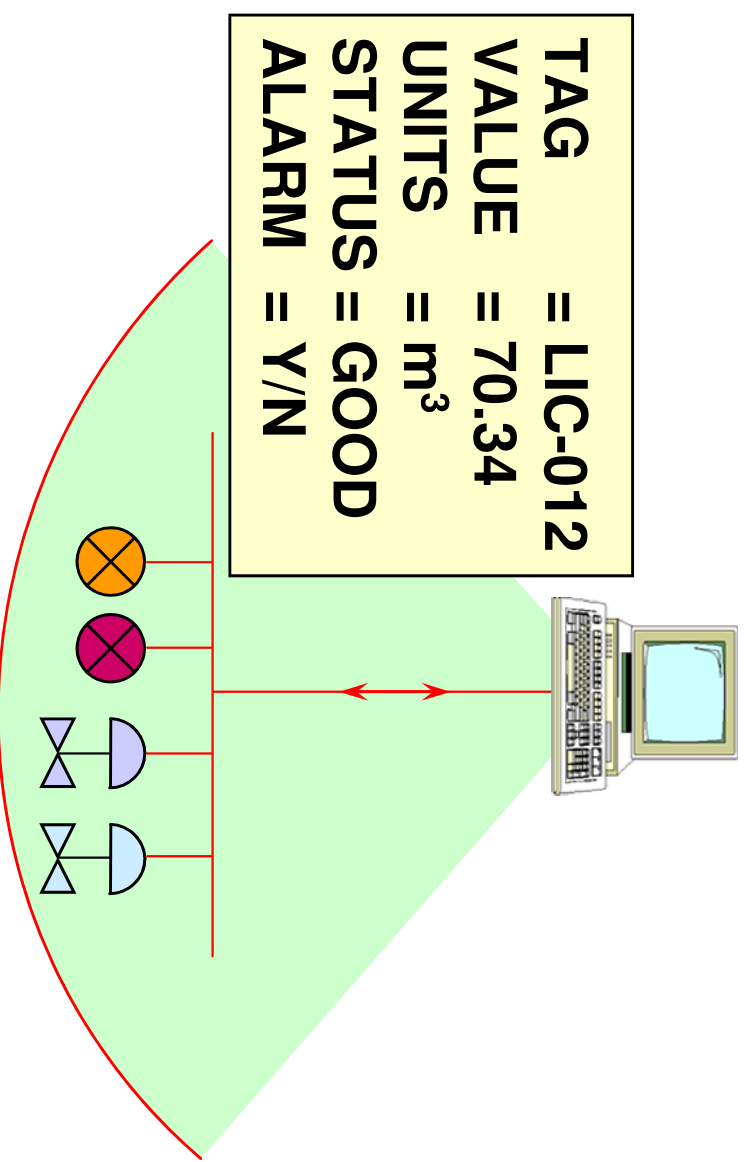 TAG = LIC-012
VALUE = 70.34
UNITS = m³
STATUS = GOOD
ALARM = Y/N